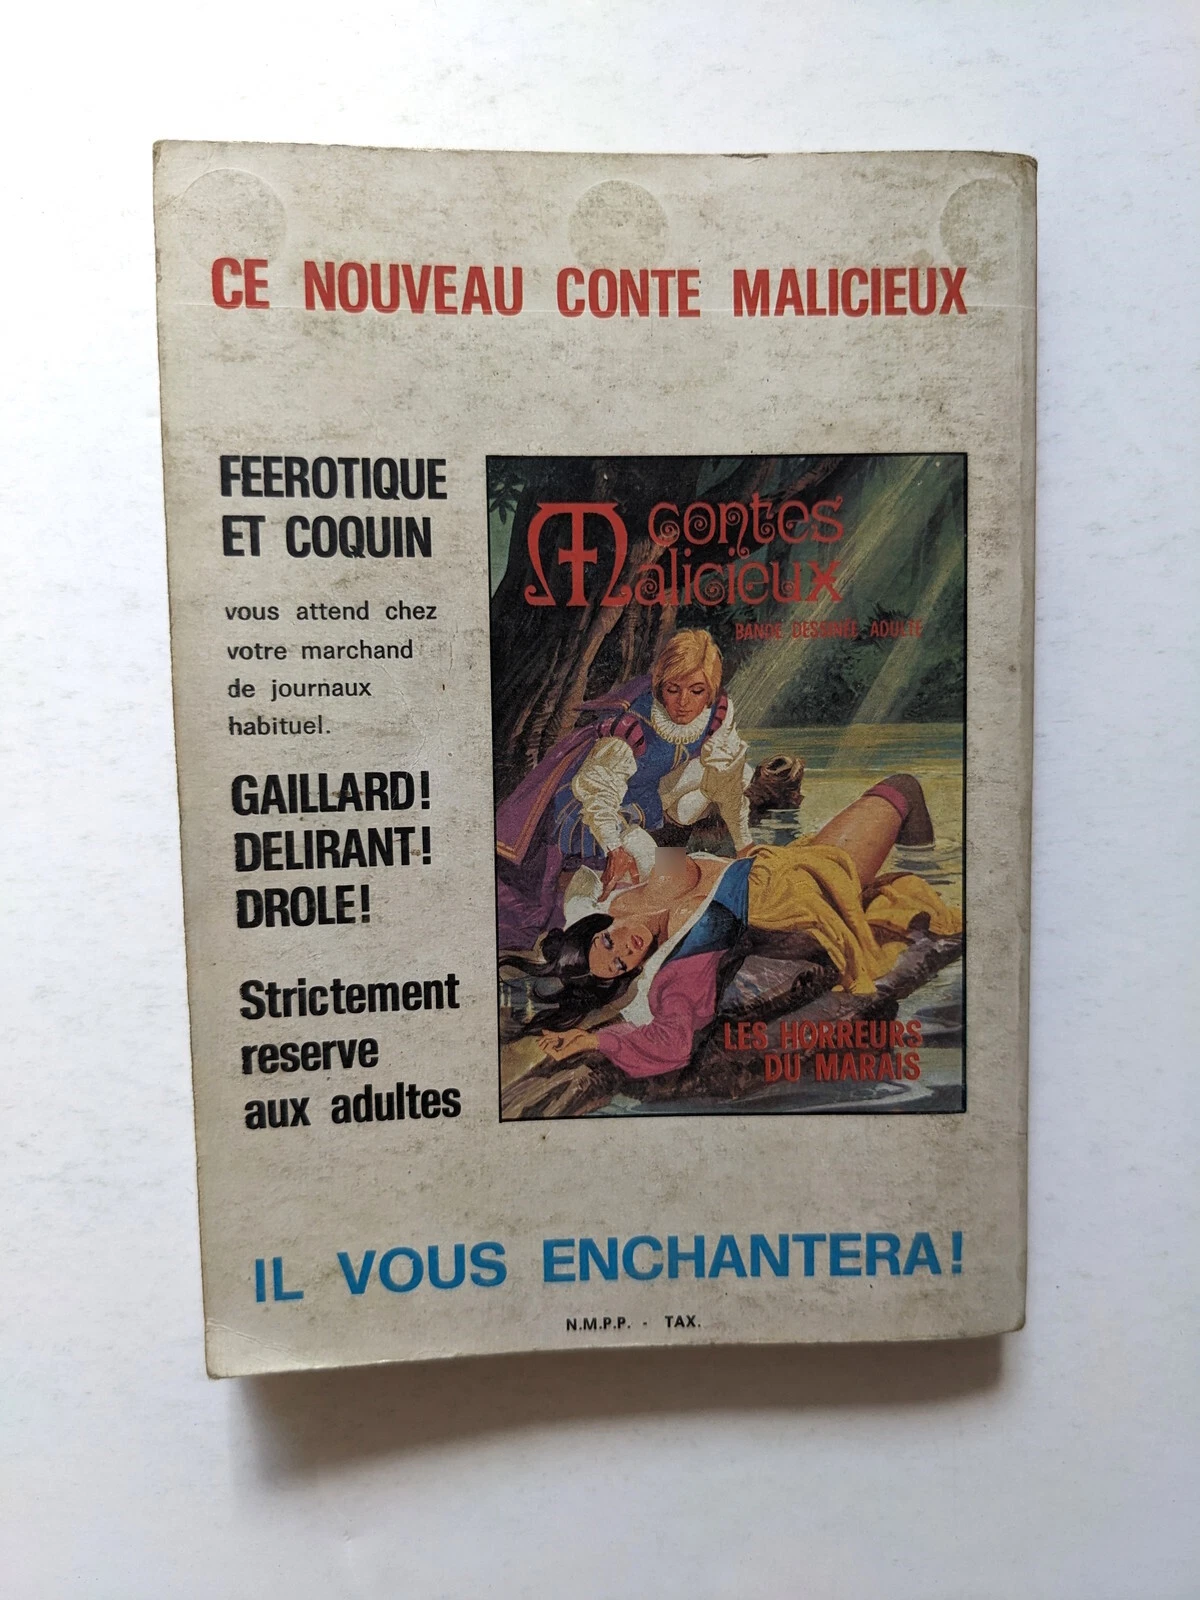 CE NOUVEAU CONTE MALICIEUX
FEEROTIQUE
ET COQUIN
vous attend chez
votre marchand
de journaux
habituel.
GAILLARD!
DELIRANT!
DROLE!
Strictement
reserve
aux adultes
contes
Malicieux
BANDE DESSINÉE ADULTE
LES HORREURS
DU MARAIS
IL VOUS ENCHANTERA!
N.M.P.P. - TAX.